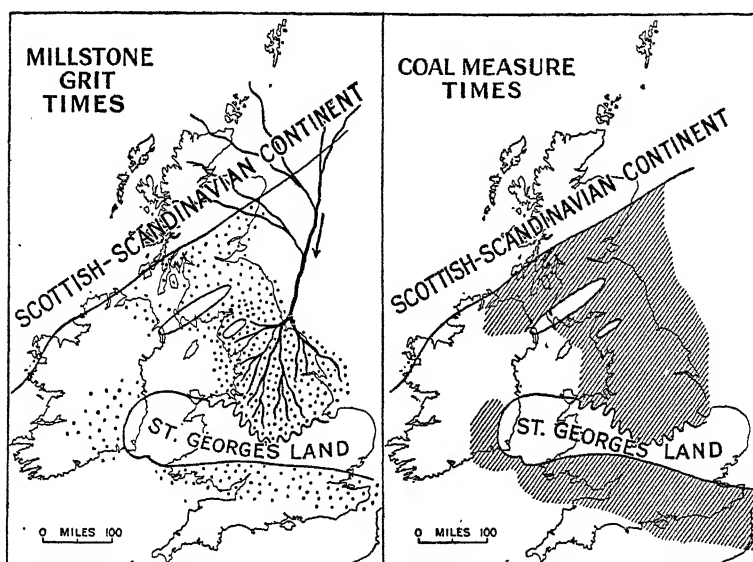 MILLSTONE
GRIT
TIMES
SCOTTISH-SCANDINAVIAN CONTINENT
ST. GEORGES LAND
0 MILES 100
COAL MEASURE
TIMES
SCOTTISH-SCANDINAVIAN CONTINENT
ST. GEORGES LAND
0 MILES 100